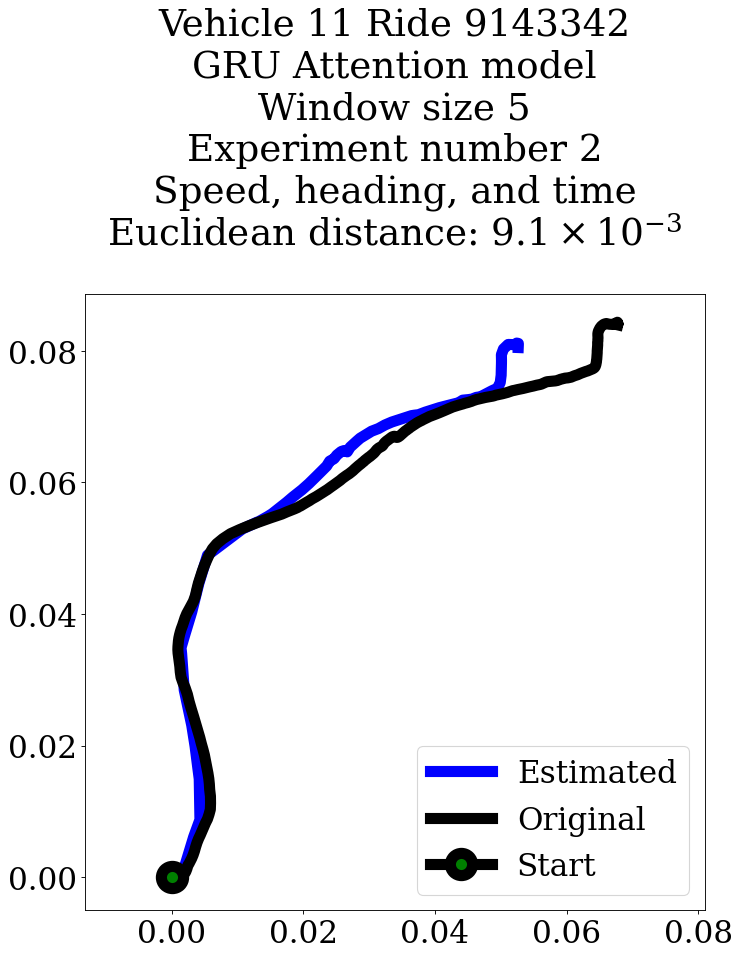 Vehicle 11 Ride 9143342
GRU Attention model
Window size 5
Experiment number 2
Speed, heading, and time
Euclidean distance: 9.1 × 10⁻³
0.08
0.06
0.04
0.02
0.00
Estimated
Original
Start
0.00 0.02 0.04 0.06 0.08